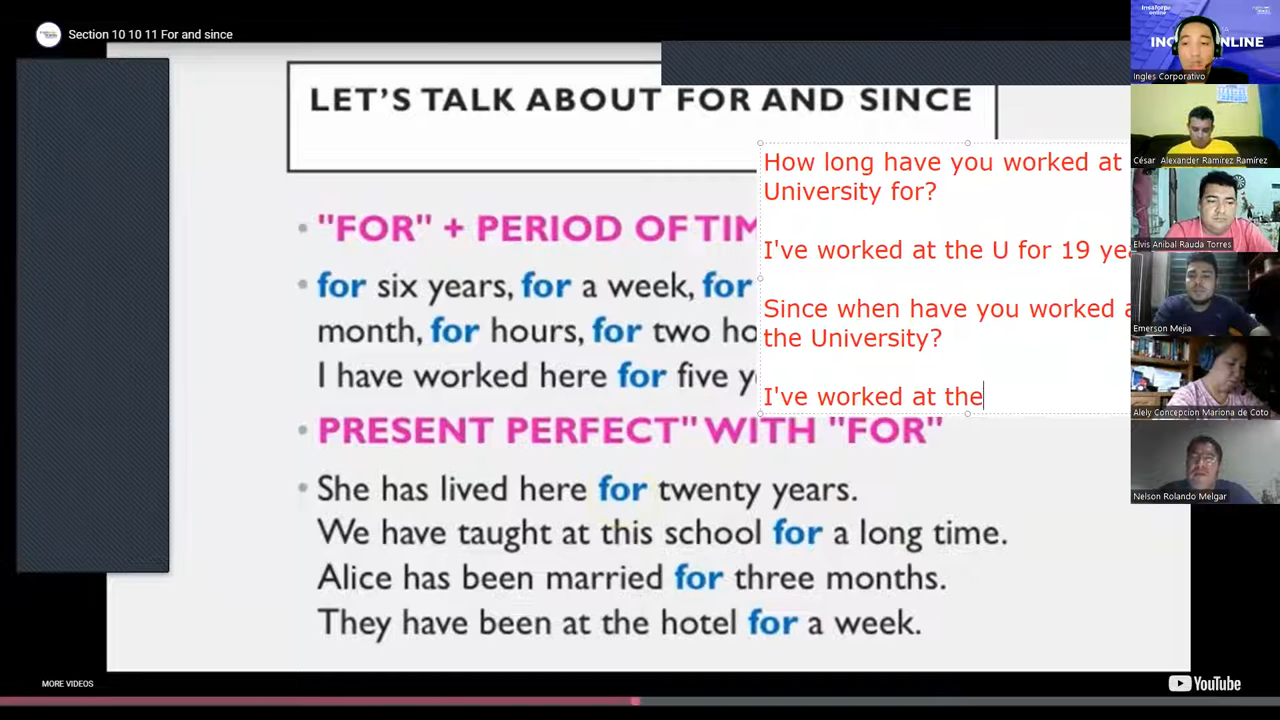 Section 10 10 11 For and since
LET'S TALK ABOUT FOR AND SINCE
How long have you worked at
University for?
I've worked at the U for 19
Since when have you worked
the University?
I've worked at the
• "FOR" + PERIOD OF TIM
• for six years, for a week, for
month, for hours, for two ho
I have worked here for five y
• PRESENT PERFECT" WITH "FOR"
• She has lived here for twenty years.
We have taught at this school for a long time.
Alice has been married for three months.
They have been at the hotel for a week.
MORE VIDEOS
YouTube
insaforp
online
Ingles Corporativo
César Alexander Ramirez Ramírez
Elvis Anibal Rauda Torres
Emerson Mejia
Alely Concepcion Mariona de Coto
Nelson Rolando Melgar